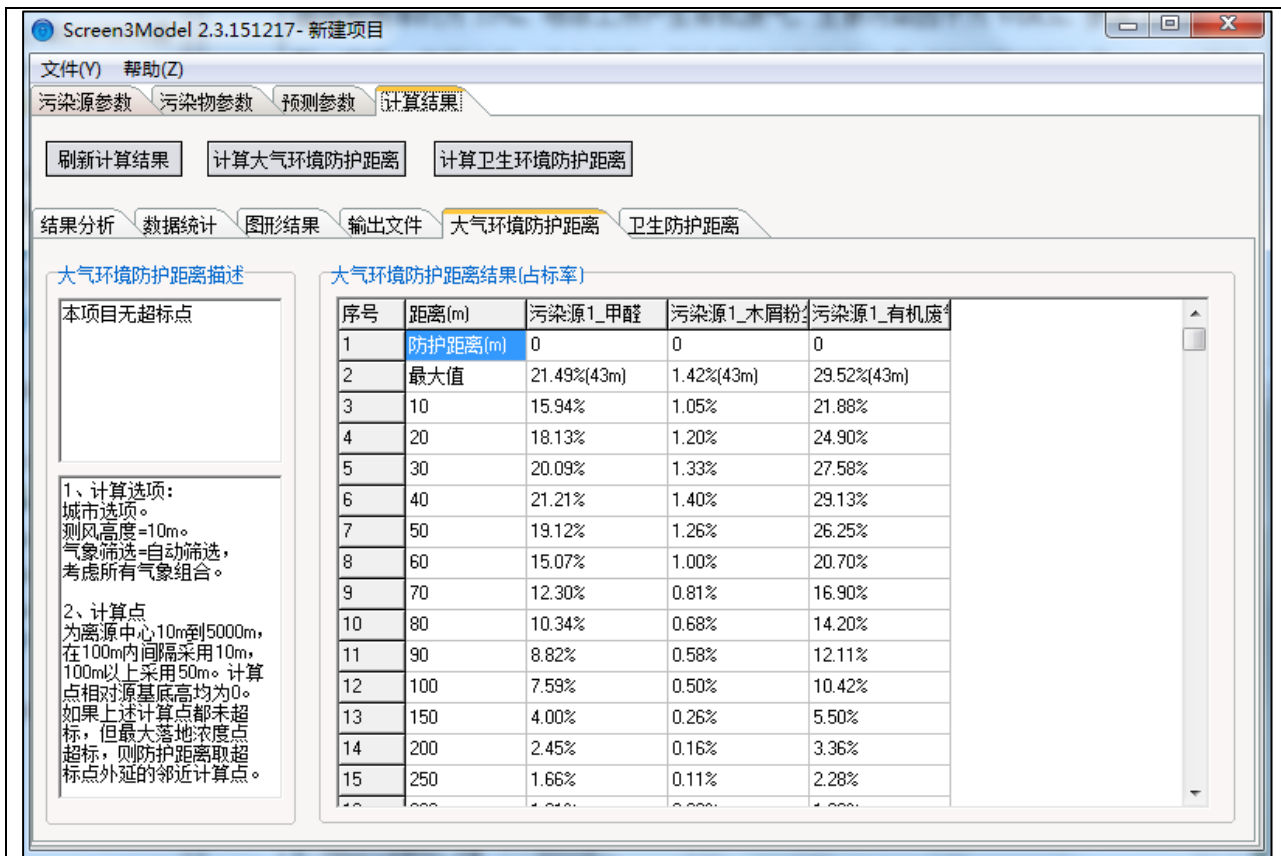 Screen3Model 2.3.151217- 新建项目
文件(Y) 帮助(Z)
污染源参数 污染物参数 预测参数 计算结果
刷新计算结果 计算大气环境防护距离 计算卫生环境防护距离
结果分析 数据统计 图形结果 输出文件 大气环境防护距离 卫生防护距离
大气环境防护距离描述
本项目无超标点
1、计算选项：
城市选项。
测风高度=10m。
气象筛选=自动筛选，
考虑所有气象组合。
2、计算点
为离源中心10m到5000m，
在100m内间隔采用10m，
100m以上采用50m。计算
点相对源基底高均为0。
如果上述计算点都未超
标，但最大落地浓度点
超标，则防护距离取超
标点外延的邻近计算点。
大气环境防护距离结果(占标率)
序号 距离(m) 污染源1_甲醛 污染源1_木屑粉 污染源1_有机废
1 防护距离(m) 0 0 0
2 最大值 21.49%(43m) 1.42%(43m) 29.52%(43m)
3 10 15.94% 1.05% 21.88%
4 20 18.13% 1.20% 24.90%
5 30 20.09% 1.33% 27.58%
6 40 21.21% 1.40% 29.13%
7 50 19.12% 1.26% 26.25%
8 60 15.07% 1.00% 20.70%
9 70 12.30% 0.81% 16.90%
10 80 10.34% 0.68% 14.20%
11 90 8.82% 0.58% 12.11%
12 100 7.59% 0.50% 10.42%
13 150 4.00% 0.26% 5.50%
14 200 2.45% 0.16% 3.36%
15 250 1.66% 0.11% 2.28%